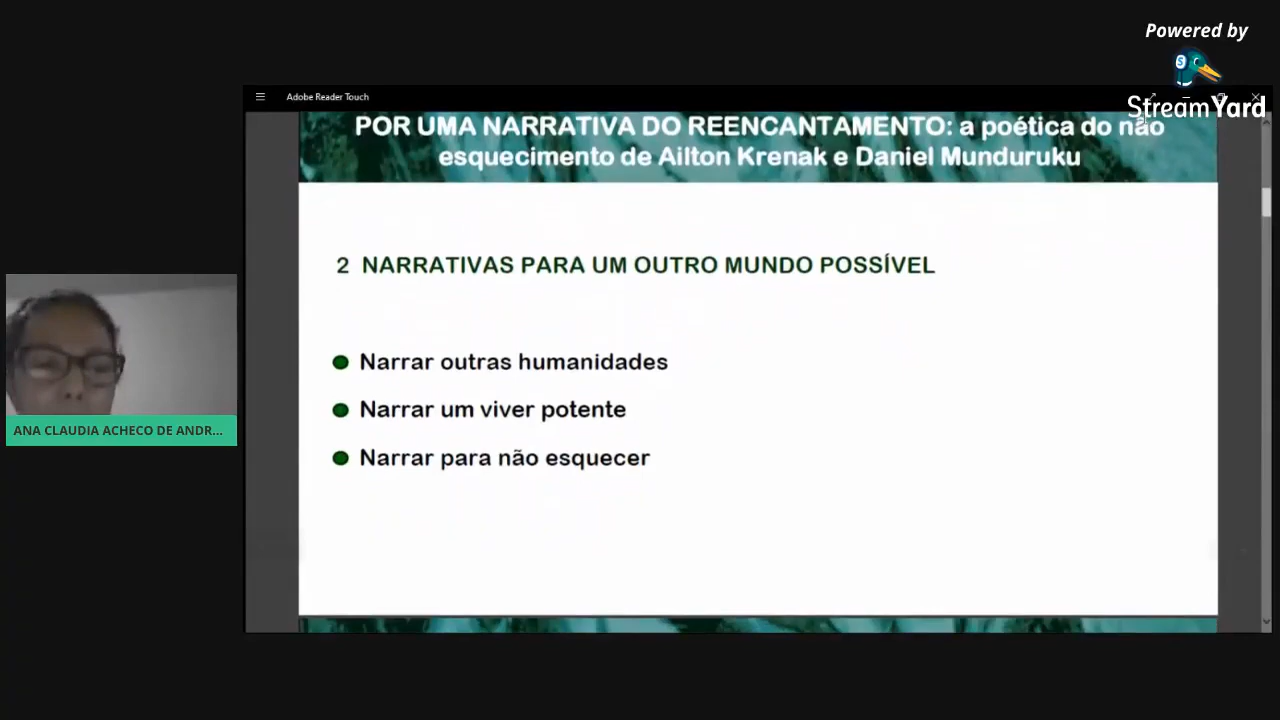 Powered by
StreamYard
Adobe Reader Touch
POR UMA NARRATIVA DO REENCANTAMENTO: a poética do não
esquecimento de Ailton Krenak e Daniel Munduruku
2 NARRATIVAS PARA UM OUTRO MUNDO POSSÍVEL
Narrar outras humanidades
Narrar um viver potente
Narrar para não esquecer
ANA CLAUDIA ACHECO DE ANDR...